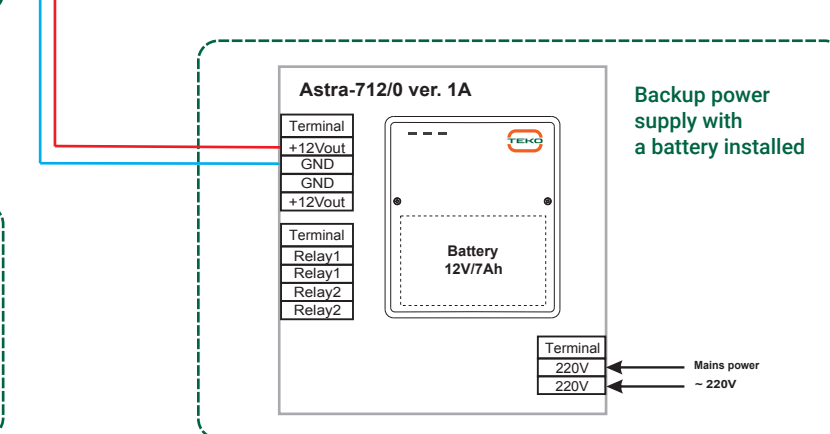 Astra-712/0 ver. 1A
Backup power
supply with
a battery installed
Terminal
+12Vout
GND
GND
+12Vout
TEKO
Terminal
Relay1
Relay1
Relay2
Relay2
Battery
12V/7Ah
Terminal
220V
220V
Mains power
~ 220V